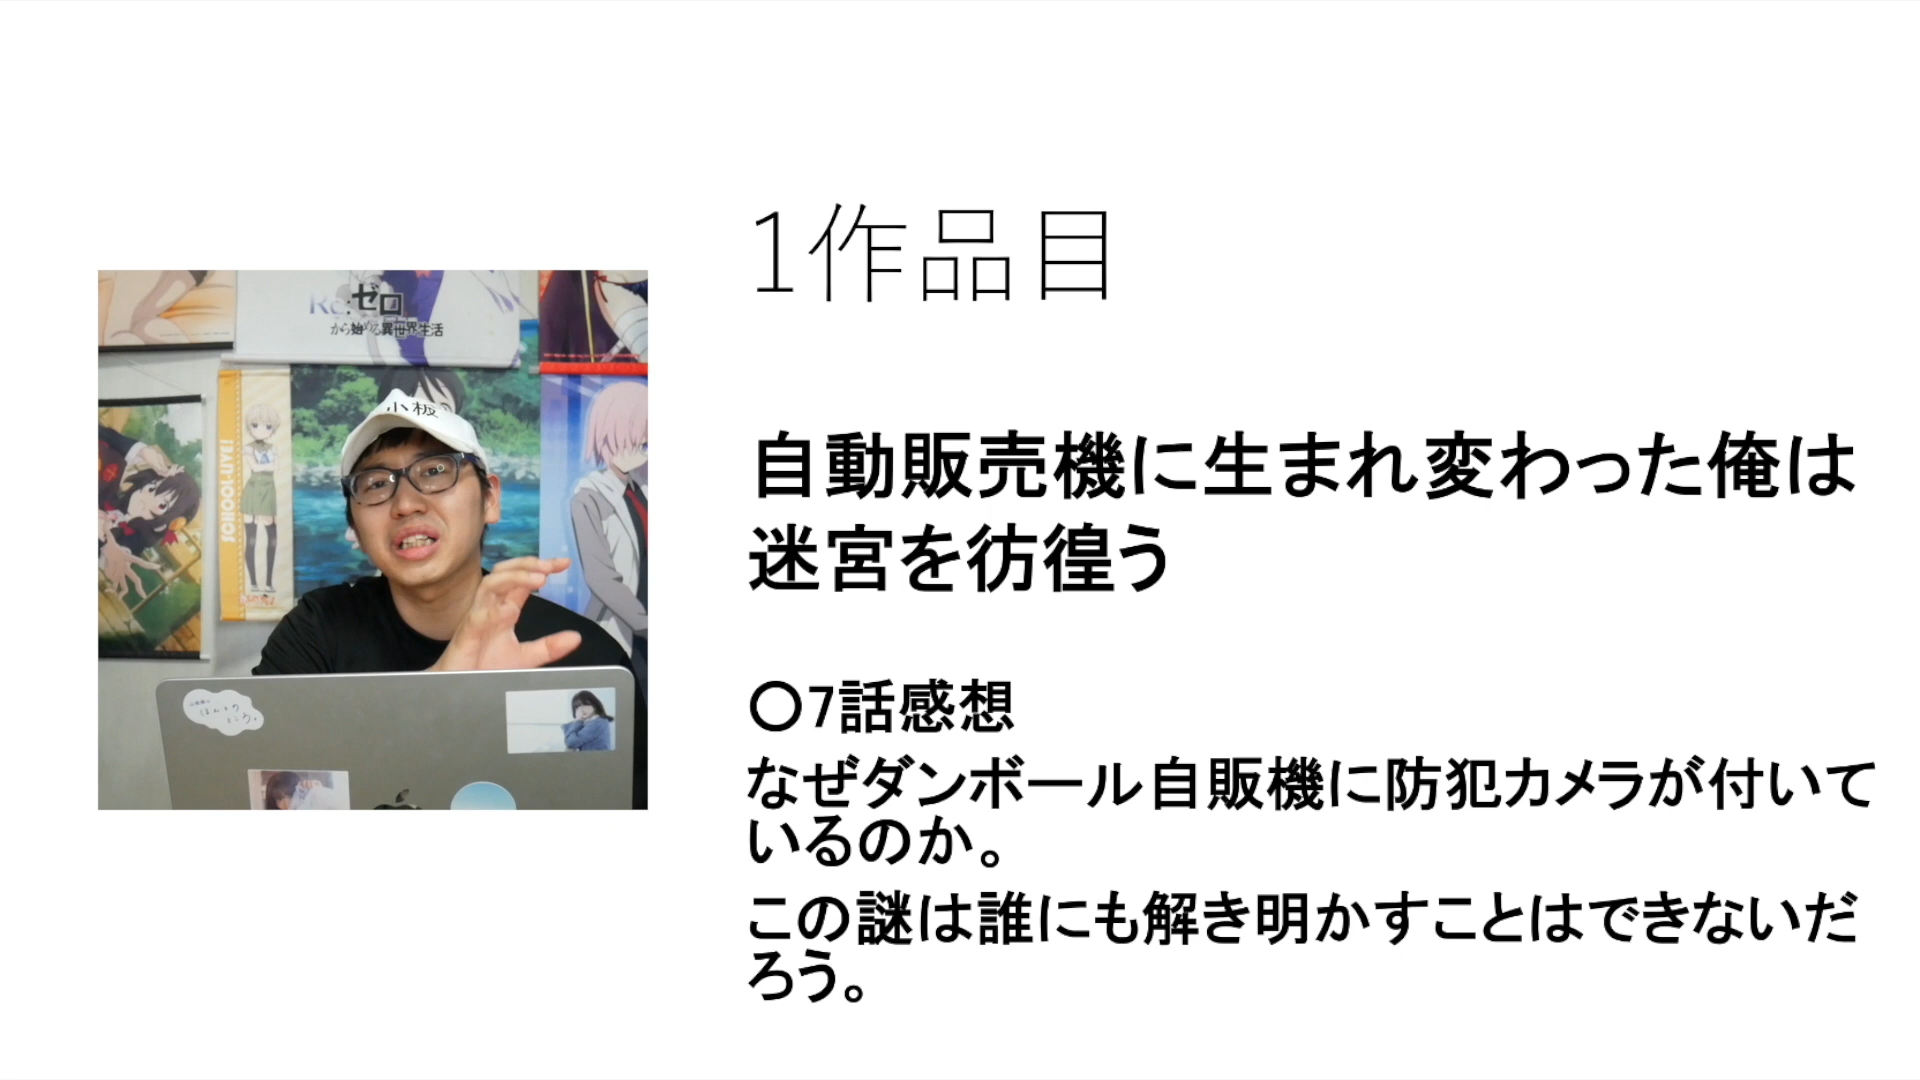 1作品目
自動販売機に生まれ変わった俺は
迷宮を彷徨う
〇7話感想
なぜダンボール自販機に防犯カメラが付いて
いるのか。
この謎は誰にも解き明かすことはできないだ
ろう。
Re:ゼロ
から始める異世界生活
小板
SCHOOL-LIVE!